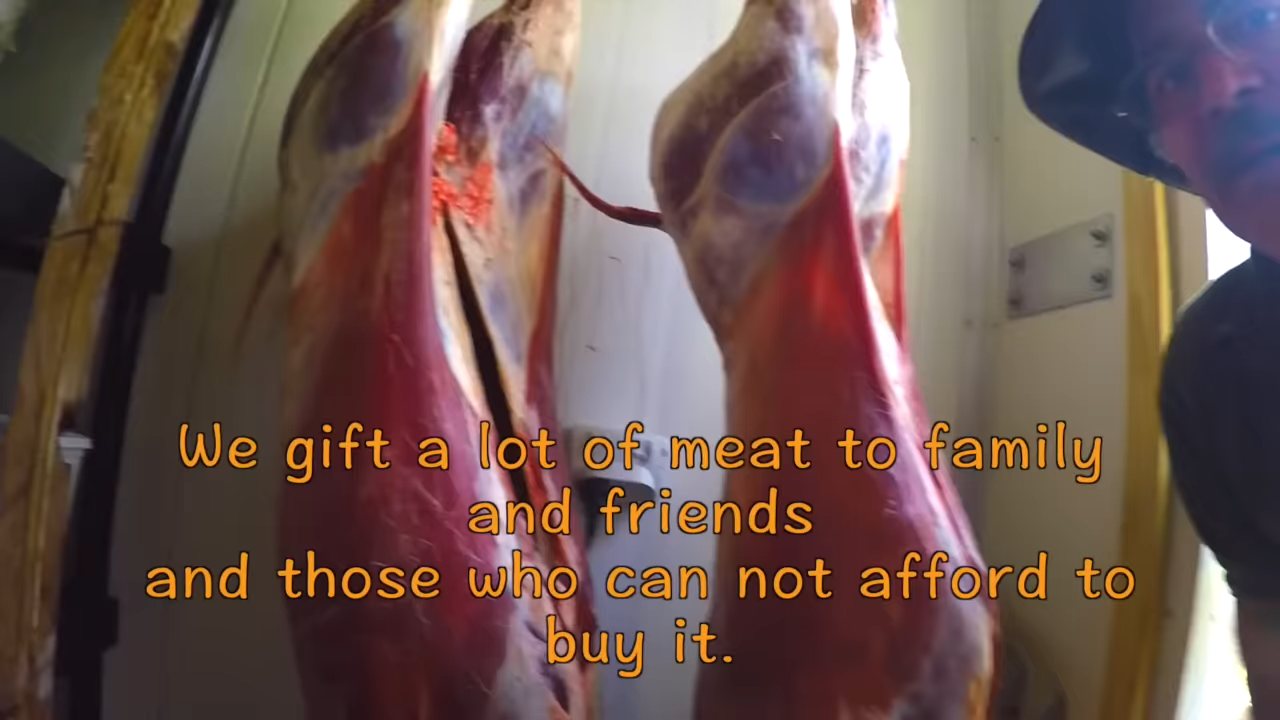 We gift a lot of meat to family
and friends
and those who can not afford to
buy it.